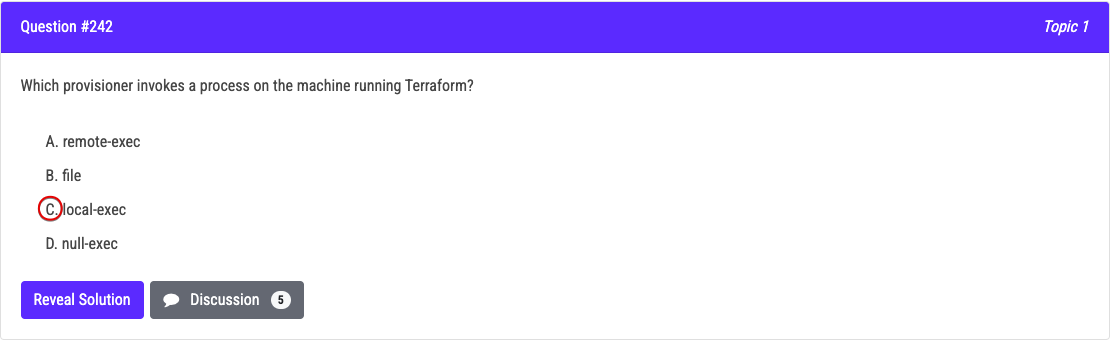 Question #242 Topic 1
Which provisioner invokes a process on the machine running Terraform?
A. remote-exec
B. file
C. local-exec
D. null-exec
Reveal Solution Discussion 5